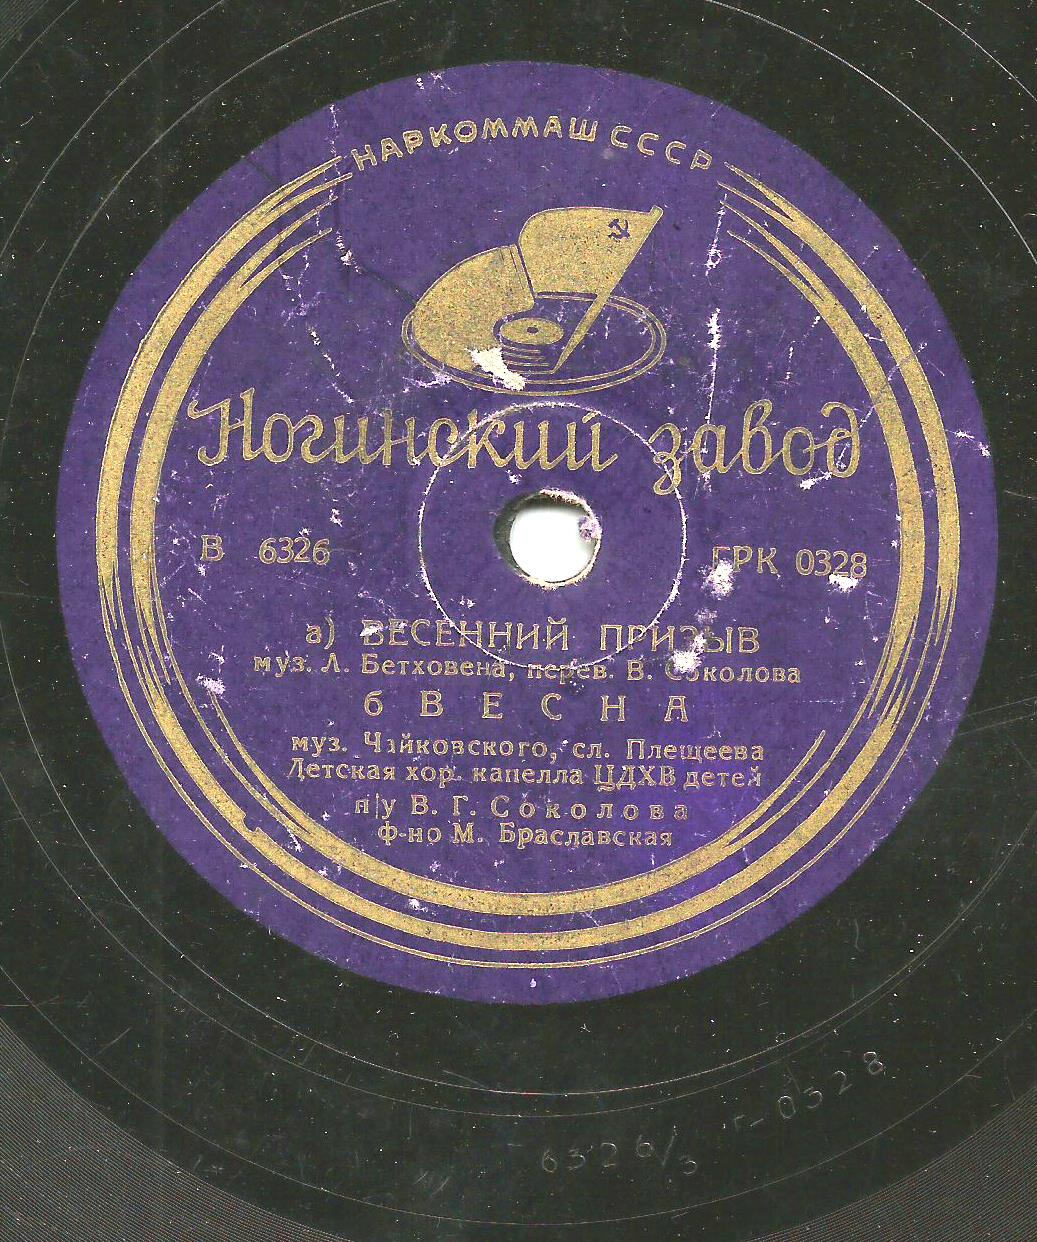 НАРКОММАШ СССР
Ногинский завод
В 6326 ГРК 0328
а) ВЕСЕННИЙ ПРИЗЫВ
муз. Л. Бетховена, перев. В. Соколова
б ВЕСНА
муз. Чайковского, сл. Плещеева
Детская хор. капелла ЦДХВ детей
п/у В. Г. Соколова
ф-но М. Браславская
6326/3 г-0328